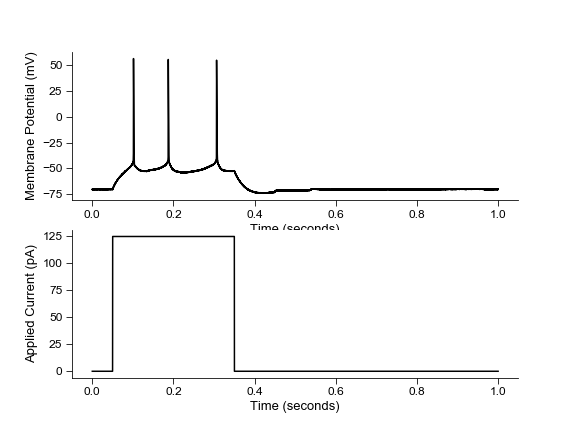 Membrane Potential (mV)
50
25
0
−25
−50
−75
0.0 0.2 0.4 0.6 0.8 1.0
Time (seconds)
Applied Current (pA)
125
100
75
50
25
0
0.0 0.2 0.4 0.6 0.8 1.0
Time (seconds)